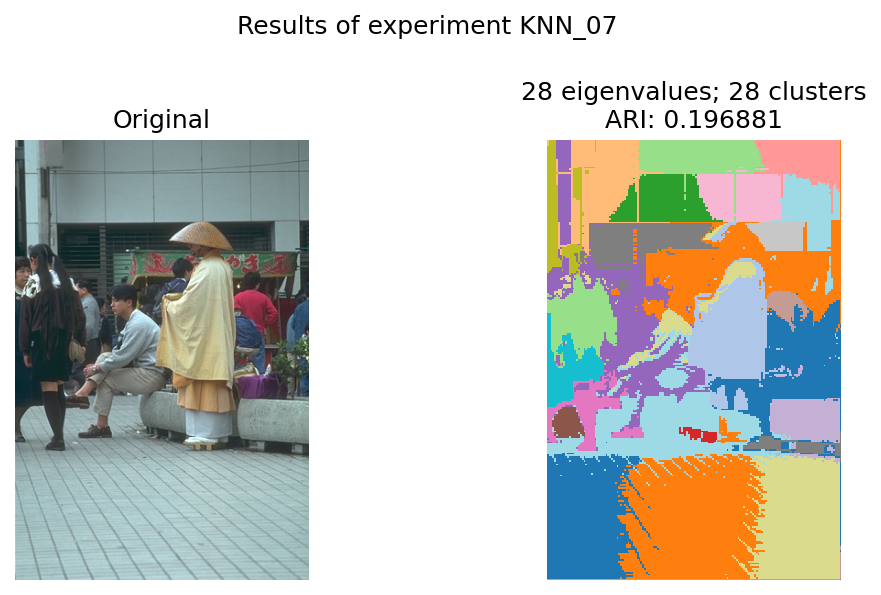 Results of experiment KNN_07
Original
28 eigenvalues; 28 clusters
ARI: 0.196881